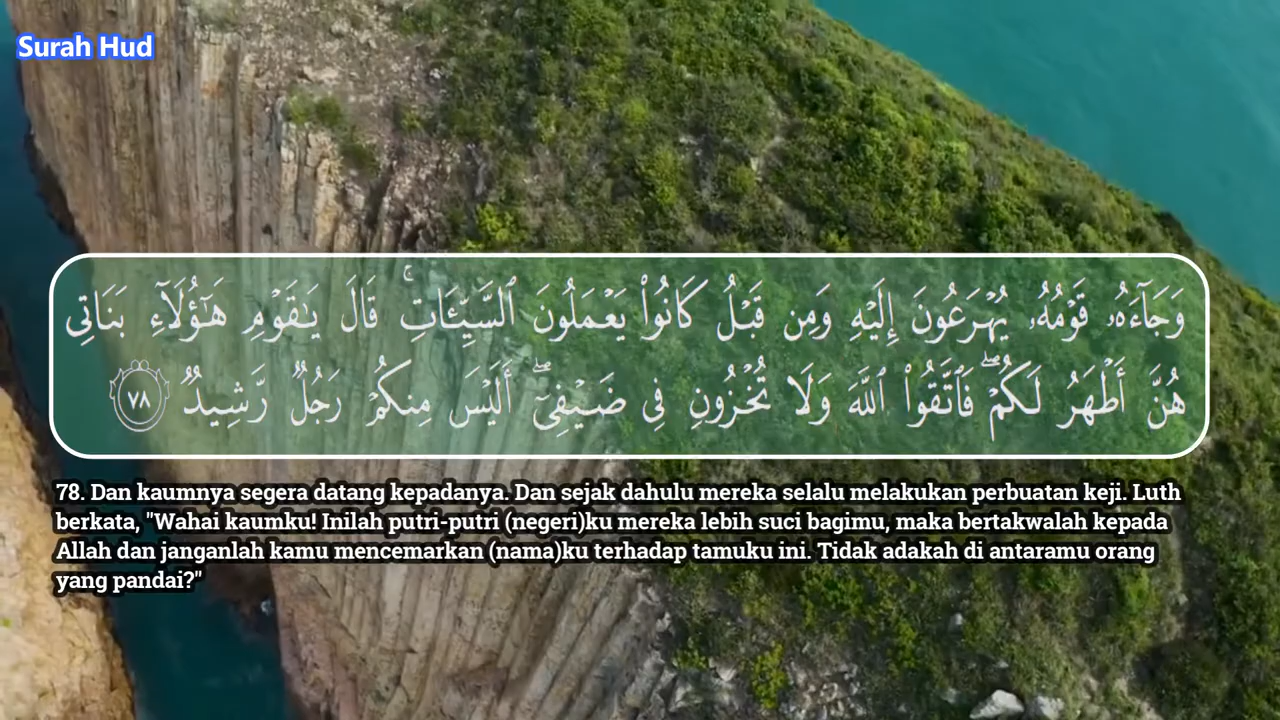 Surah Hud
وَجَآءَهُۥ قَوْمُهُۥ يُهْرَعُونَ إِلَيْهِ وَمِن قَبْلُ كَانُوا۟ يَعْمَلُونَ ٱلسَّيِّـَٔاتِ ۚ قَالَ يَـٰقَوْمِ هَـٰٓؤُلَآءِ بَنَاتِى
هُنَّ أَطْهَرُ لَكُمْ ۖ فَٱتَّقُوا۟ ٱللَّهَ وَلَا تُخْزُونِ فِى ضَيْفِىٓ ۖ أَلَيْسَ مِنكُمْ رَجُلٌ رَّشِيدٌ ٧٨
78. Dan kaumnya segera datang kepadanya. Dan sejak dahulu mereka selalu melakukan perbuatan keji. Luth
berkata, "Wahai kaumku! Inilah putri-putri (negeri)ku mereka lebih suci bagimu, maka bertakwalah kepada
Allah dan janganlah kamu mencemarkan (nama)ku terhadap tamuku ini. Tidak adakah di antaramu orang
yang pandai?"